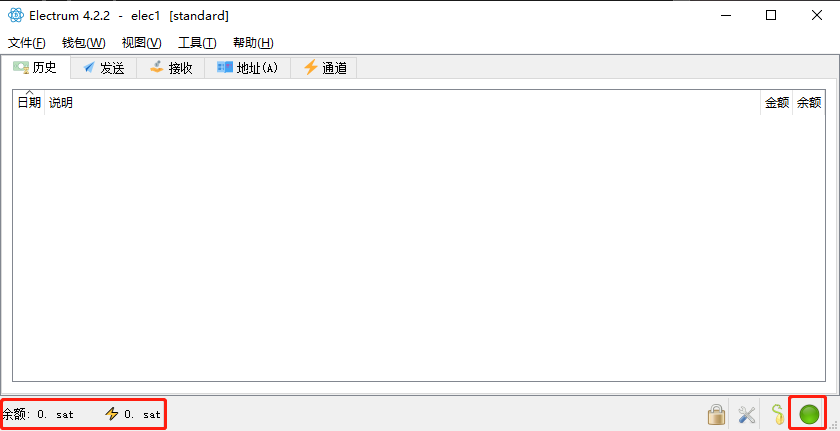 Electrum 4.2.2 - elec1 [standard]
文件(F) 钱包(W) 视图(V) 工具(T) 帮助(H)
历史 发送 接收 地址(A) 通道
日期 说明 金额 余额
余额: 0. sat 0. sat